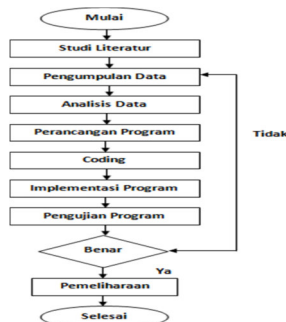 Mulai
Studi Literatur
Pengumpulan Data
Analisis Data
Perancangan Program
Tidak
Coding
Implementasi Program
Pengujian Program
Benar
Ya
Pemeliharaan
Selesai